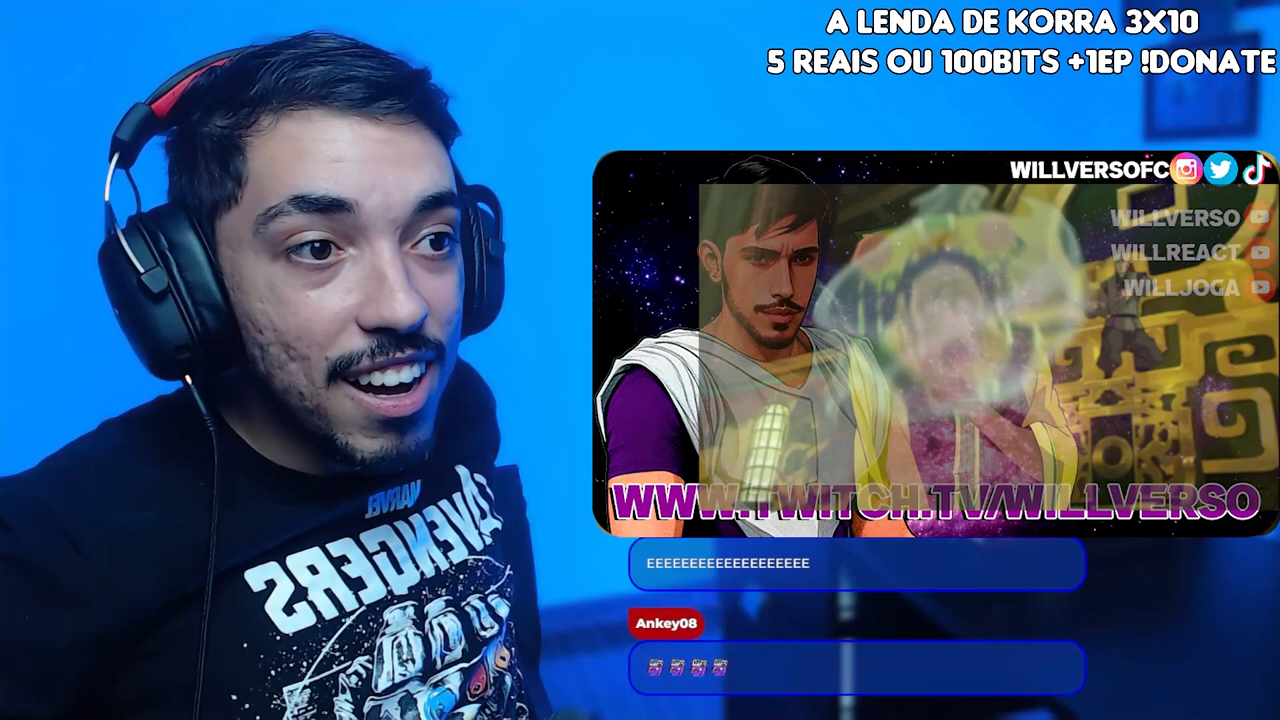 A LENDA DE KORRA 3X10
5 REAIS OU 100BITS +1EP !DONATE
WILLVERSOFC
WILLVERSO
WILLREACT
WILLJOGA
WWW.TWITCH.TV/WILLVERSO
EEEEEEEEEEEEEEEEEEE
Ankey08
MARVEL
AVENGERS
AVENGERS